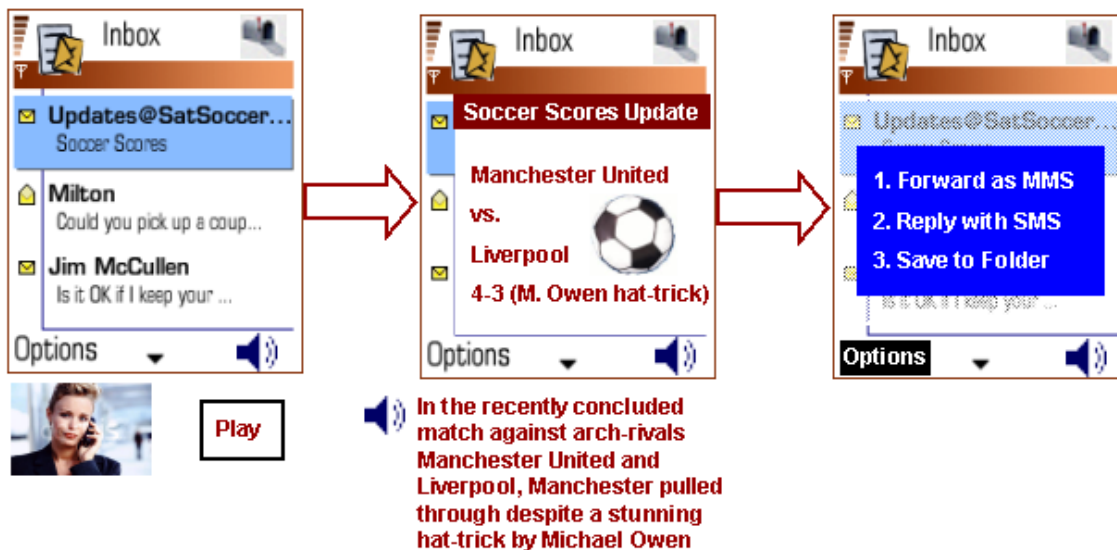 Inbox
Updates@SatSoccer...
Soccer Scores
Milton
Could you pick up a coup...
Jim McCullen
Is it OK if I keep your ...
Options
Play
Inbox
Soccer Scores Update
Manchester United
vs.
Liverpool
4-3 (M. Owen hat-trick)
Options
In the recently concluded
match against arch-rivals
Manchester United and
Liverpool, Manchester pulled
through despite a stunning
hat-trick by Michael Owen
Inbox
Updates@SatSoccer...
1. Forward as MMS
2. Reply with SMS
3. Save to Folder
Is it OK if I keep your ...
Options